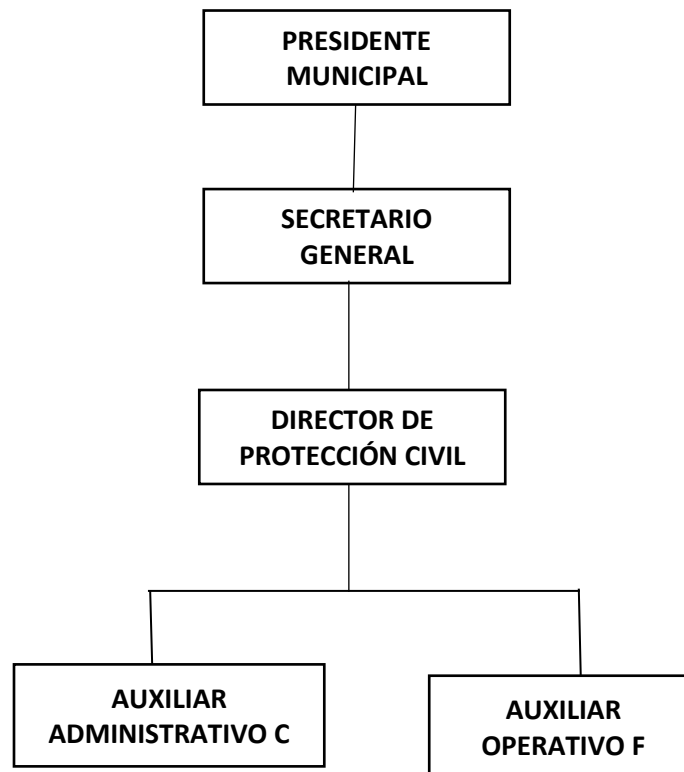 PRESIDENTE
MUNICIPAL
SECRETARIO
GENERAL
DIRECTOR DE
PROTECCIÓN CIVIL
AUXILIAR
ADMINISTRATIVO C
AUXILIAR
OPERATIVO F